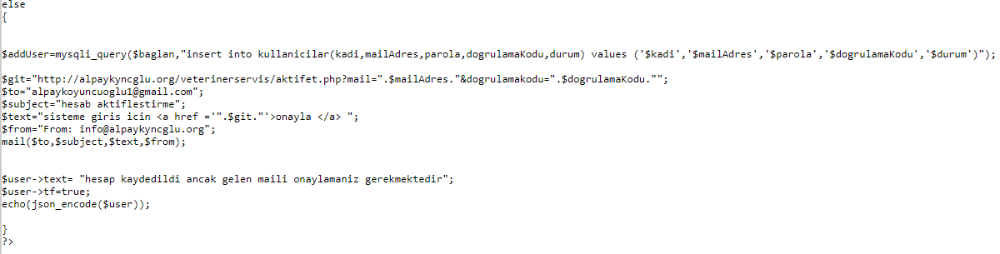 else
{
$addUser=mysqli_query($baglan,"insert into kullanicilar(kadi,mailAdres,parola,dogrulamaKodu,durum) values ('$kadi','$mailAdres','$parola','$dogrulamaKodu','$durum')");
$git="http://alpaykyncglu.org/veterinerservis/aktifet.php?mail=".$mailAdres."&dogrulamakodu=".$dogrulamaKodu."";
$to="alpaykoyuncuoglu1@gmail.com";
$subject="hesab aktiflestirme";
$text="sisteme giris icin <a href ='".$git."'>onayla </a> ";
$from="From: info@alpaykyncglu.org";
mail($to,$subject,$text,$from);
$user->text= "hesap kaydedildi ancak gelen maili onaylamaniz gerekmektedir";
$user->tf=true;
echo(json_encode($user));
}
?>